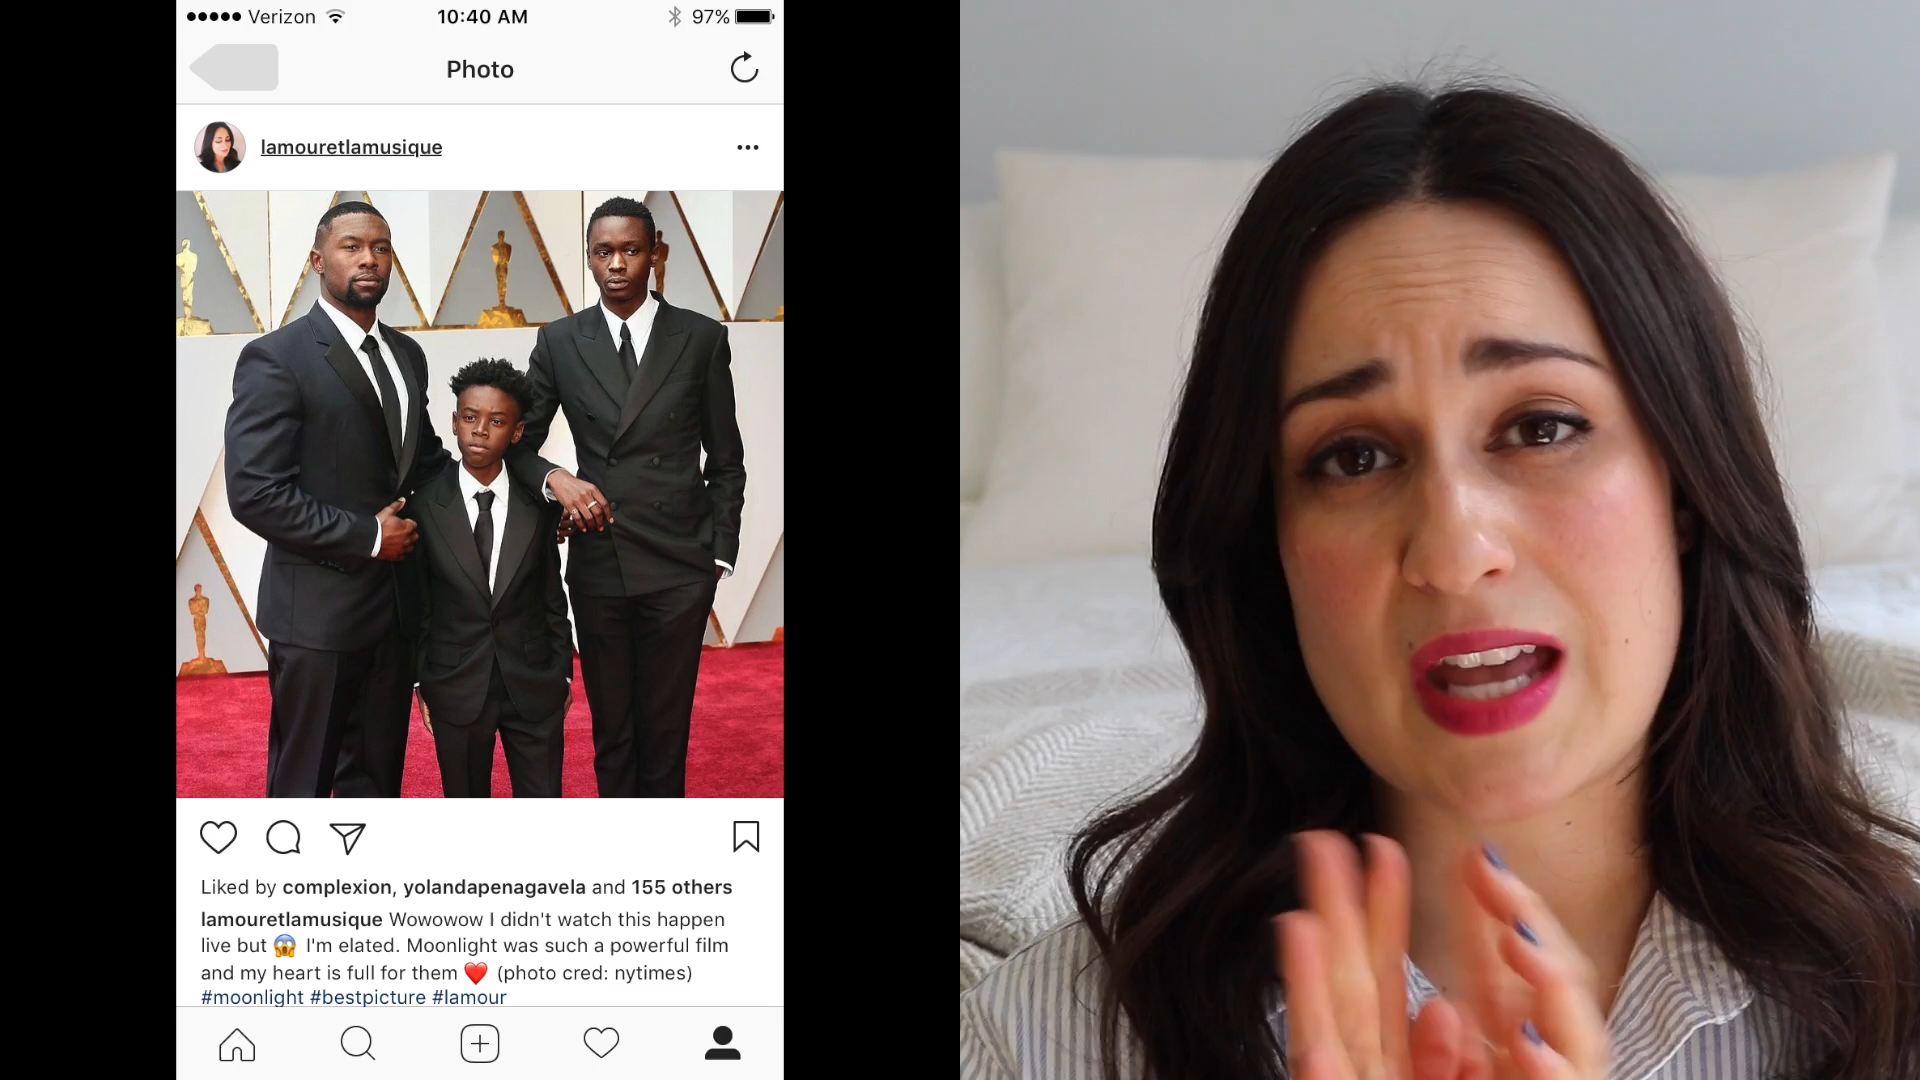 Verizon 10:40 AM 97%
Photo
lamouretlamusique
Liked by complexion, yolandapenagavela and 155 others
lamouretlamusique Wowowow I didn't watch this happen
live but 😱 I'm elated. Moonlight was such a powerful film
and my heart is full for them ❤️ (photo cred: nytimes)
#moonlight #bestpicture #lamour